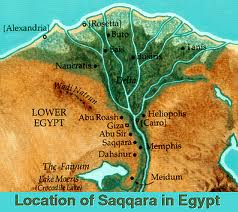 [Alexandria]
[Rosetta]
Buto
Sais
Tanis
Naucratis
Delta
Wadi Natrun
LOWER
EGYPT
Abu Roash
Heliopolis
Giza
[Cairo]
Abu Sir
Saqqara
Memphis
Dahshur
The Faiyum
Lake Moeris
(Crocodile Lake)
Meidum
Location of Saqqara in Egypt